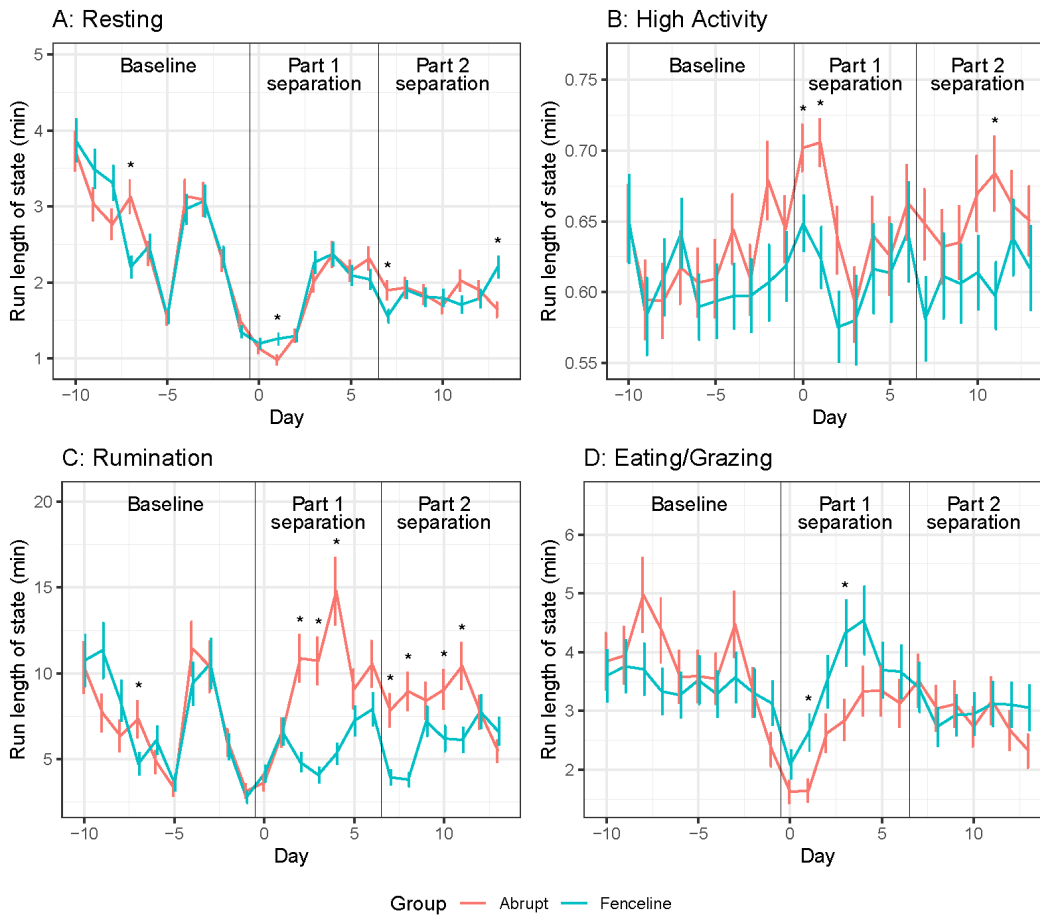 A: Resting
Run length of state (min)
5
4
3
2
1
Baseline
Part 1
separation
Part 2
separation
*
*
*
*
−10
−5
0
5
10
Day
B: High Activity
Run length of state (min)
0.75
0.70
0.65
0.60
0.55
Baseline
Part 1
separation
Part 2
separation
*
*
*
−10
−5
0
5
10
Day
C: Rumination
Run length of state (min)
20
15
10
5
Baseline
Part 1
separation
Part 2
separation
*
*
*
*
*
*
*
*
−10
−5
0
5
10
Day
D: Eating/Grazing
Run length of state (min)
6
5
4
3
2
Baseline
Part 1
separation
Part 2
separation
*
*
−10
−5
0
5
10
Day
Group Abrupt Fenceline